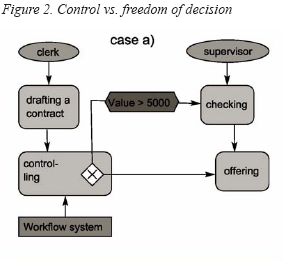 Figure 2. Control vs. freedom of decision
case a)
clerk
supervisor
drafting a
contract
Value > 5000
checking
control-
ling
offering
Workflow system